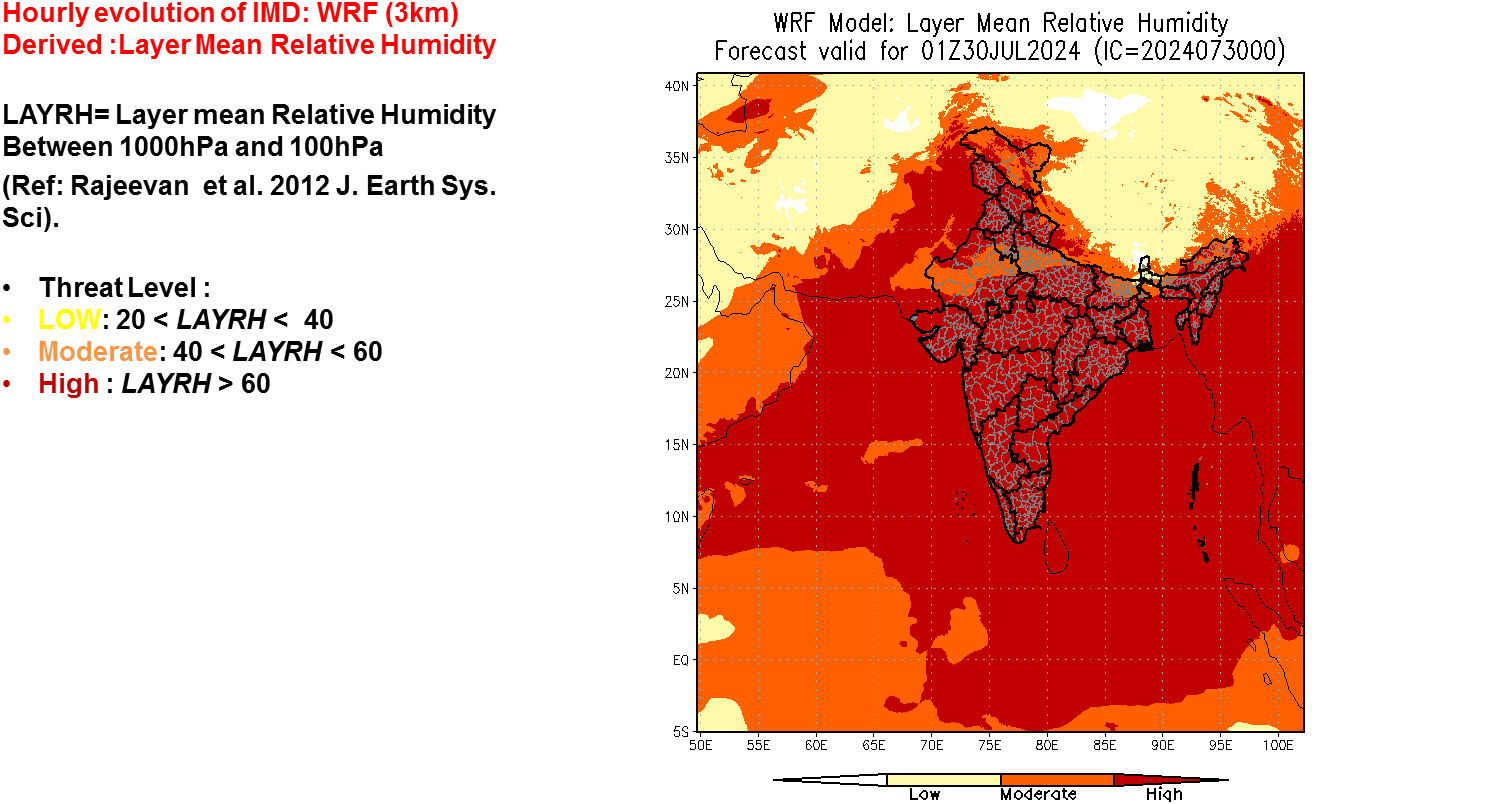 Hourly evolution of IMD: WRF (3km)
Derived :Layer Mean Relative Humidity
LAYRH= Layer mean Relative Humidity
Between 1000hPa and 100hPa
(Ref: Rajeevan et al. 2012 J. Earth Sys.
Sci).
• Threat Level :
• LOW: 20 < LAYRH < 40
• Moderate: 40 < LAYRH < 60
• High : LAYRH > 60
WRF Model: Layer Mean Relative Humidity
Forecast valid for 01Z30JUL2024 (IC=2024073000)
40N
35N
30N
25N
20N
15N
10N
5N
EQ
5S
50E 55E 60E 65E 70E 75E 80E 85E 90E 95E 100E
Low Moderate High